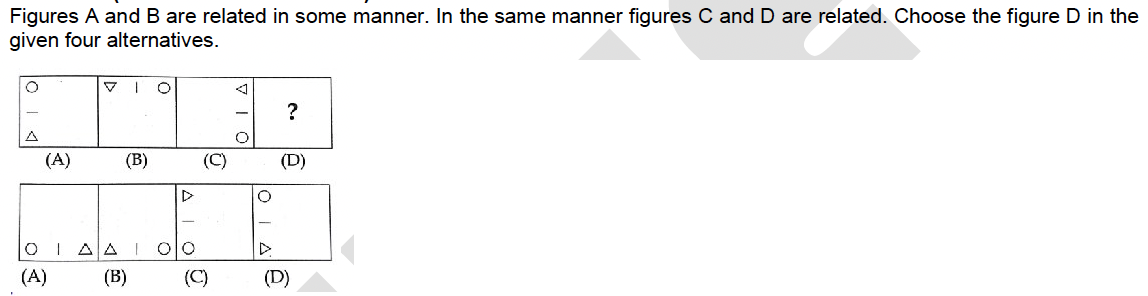 Figures A and B are related in some manner. In the same manner figures C and D are related. Choose the figure D in the
given four alternatives.
?
(A) (B) (C) (D)
(A) (B) (C) (D)